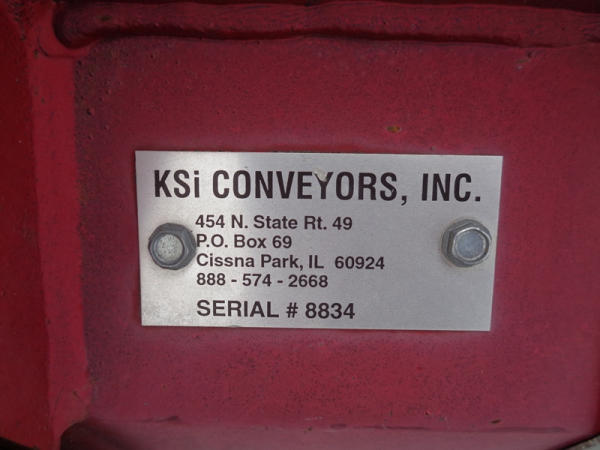 KSi CONVEYORS, INC.
454 N. State Rt. 49
P.O. Box 69
Cissna Park, IL 60924
888 - 574 - 2668
SERIAL # 8834